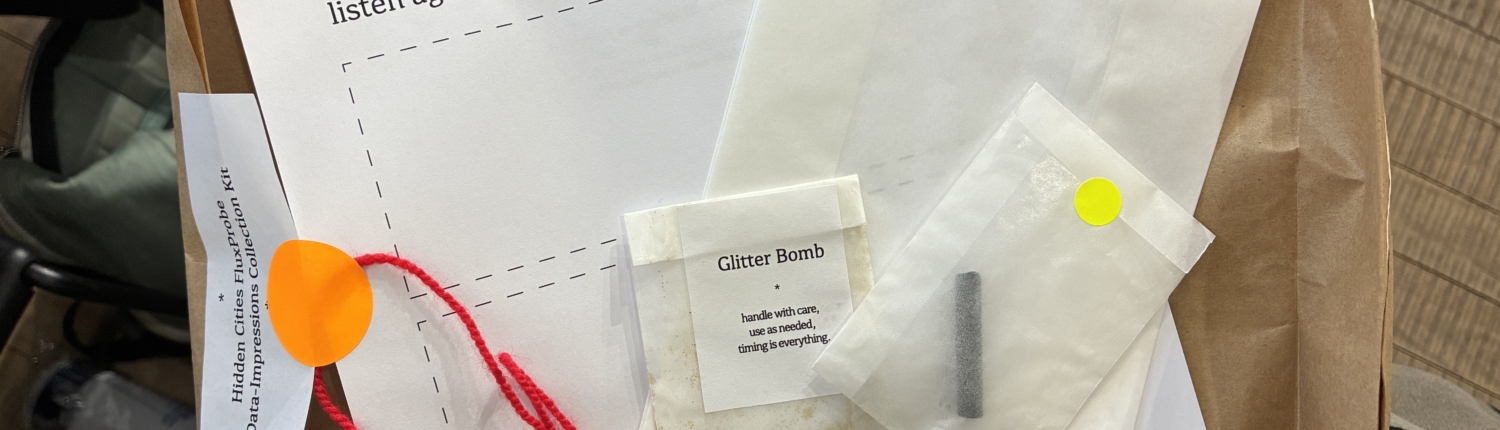 listen
Hidden Cities FluxProbe
*
Data-Impressions Collection Kit
Glitter Bomb
*
handle with care,
use as needed,
timing is everything.